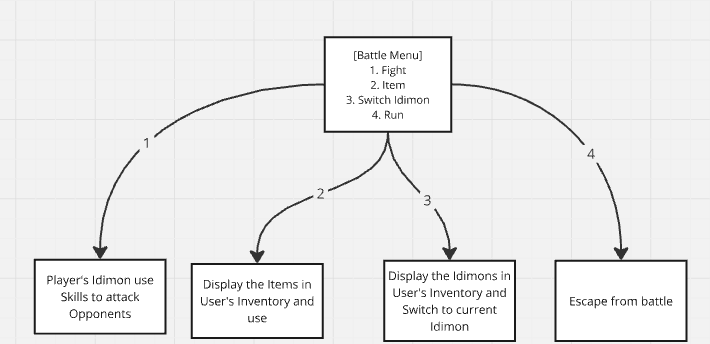 [Battle Menu]
1. Fight
2. Item
3. Switch Idimon
4. Run
1
2
3
4
Player's Idimon use
Skills to attack
Opponents
Display the Items in
User's Inventory and
use
Display the Idimons in
User's Inventory and
Switch to current
Idimon
Escape from battle